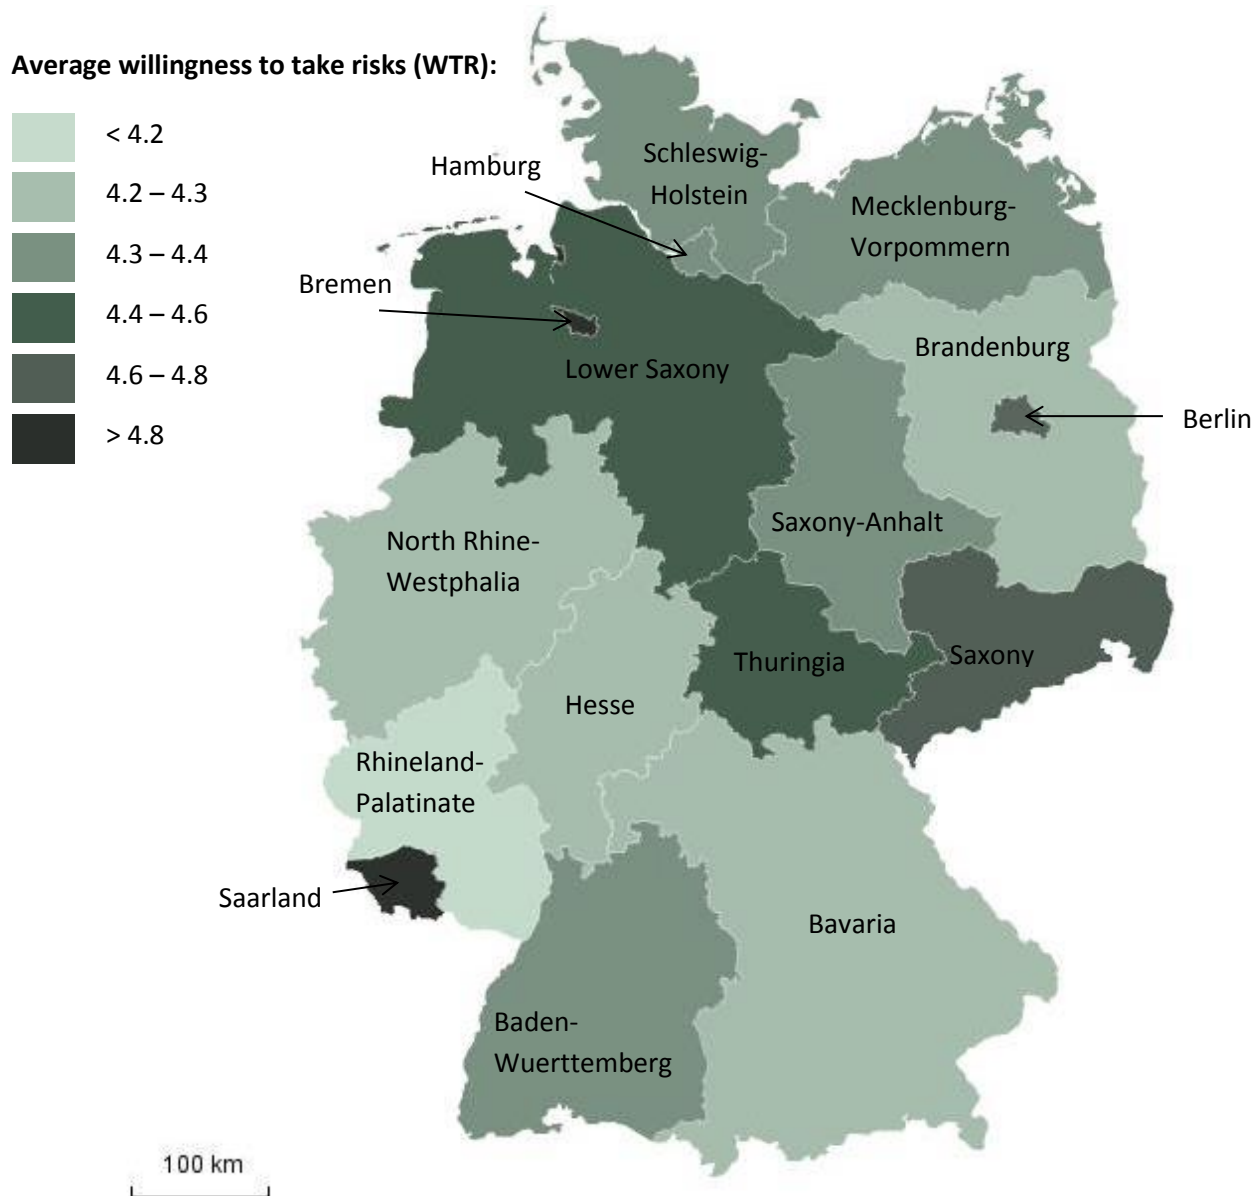 Average willingness to take risks (WTR):
< 4.2
4.2 – 4.3
4.3 – 4.4
4.4 – 4.6
4.6 – 4.8
> 4.8
Hamburg
Schleswig-
Holstein
Mecklenburg-
Vorpommern
Bremen
Lower Saxony
Brandenburg
Berlin
North Rhine-
Westphalia
Saxony-Anhalt
Hesse
Thuringia
Saxony
Rhineland-
Palatinate
Saarland
Bavaria
Baden-
Wuerttemberg
100 km